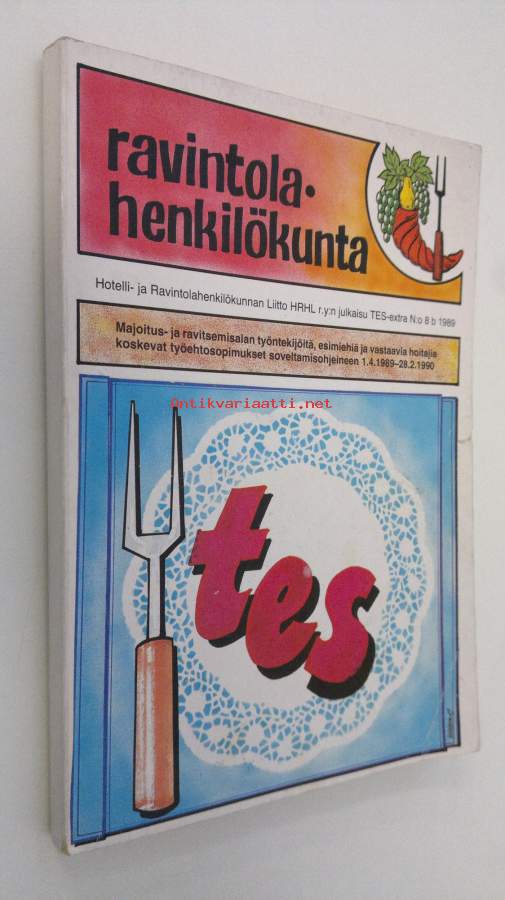 ravintola•
henkilökunta
Hotelli- ja Ravintolahenkilökunnan Liitto HRHL r.y:n julkaisu TES-extra N:o 8 b 1989
Majoitus- ja ravitsemisalan työntekijöitä, esimiehiä ja vastaavia hoitajia
koskevat työehtosopimukset soveltamisohjeineen 1.4.1989–28.2.1990
Antikvariaatti.net
tes